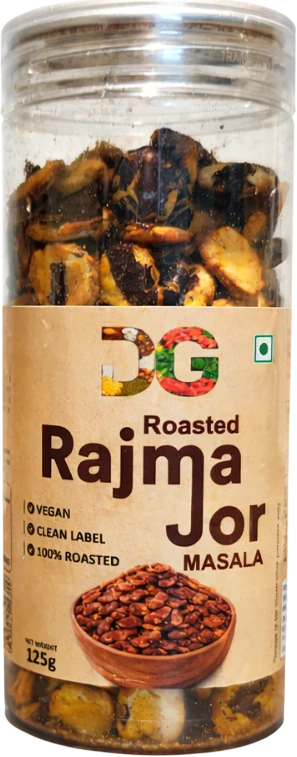 DG
Roasted
Rajma
Jor
MASALA
VEGAN
CLEAN LABEL
100% ROASTED
NET WEIGHT
125g